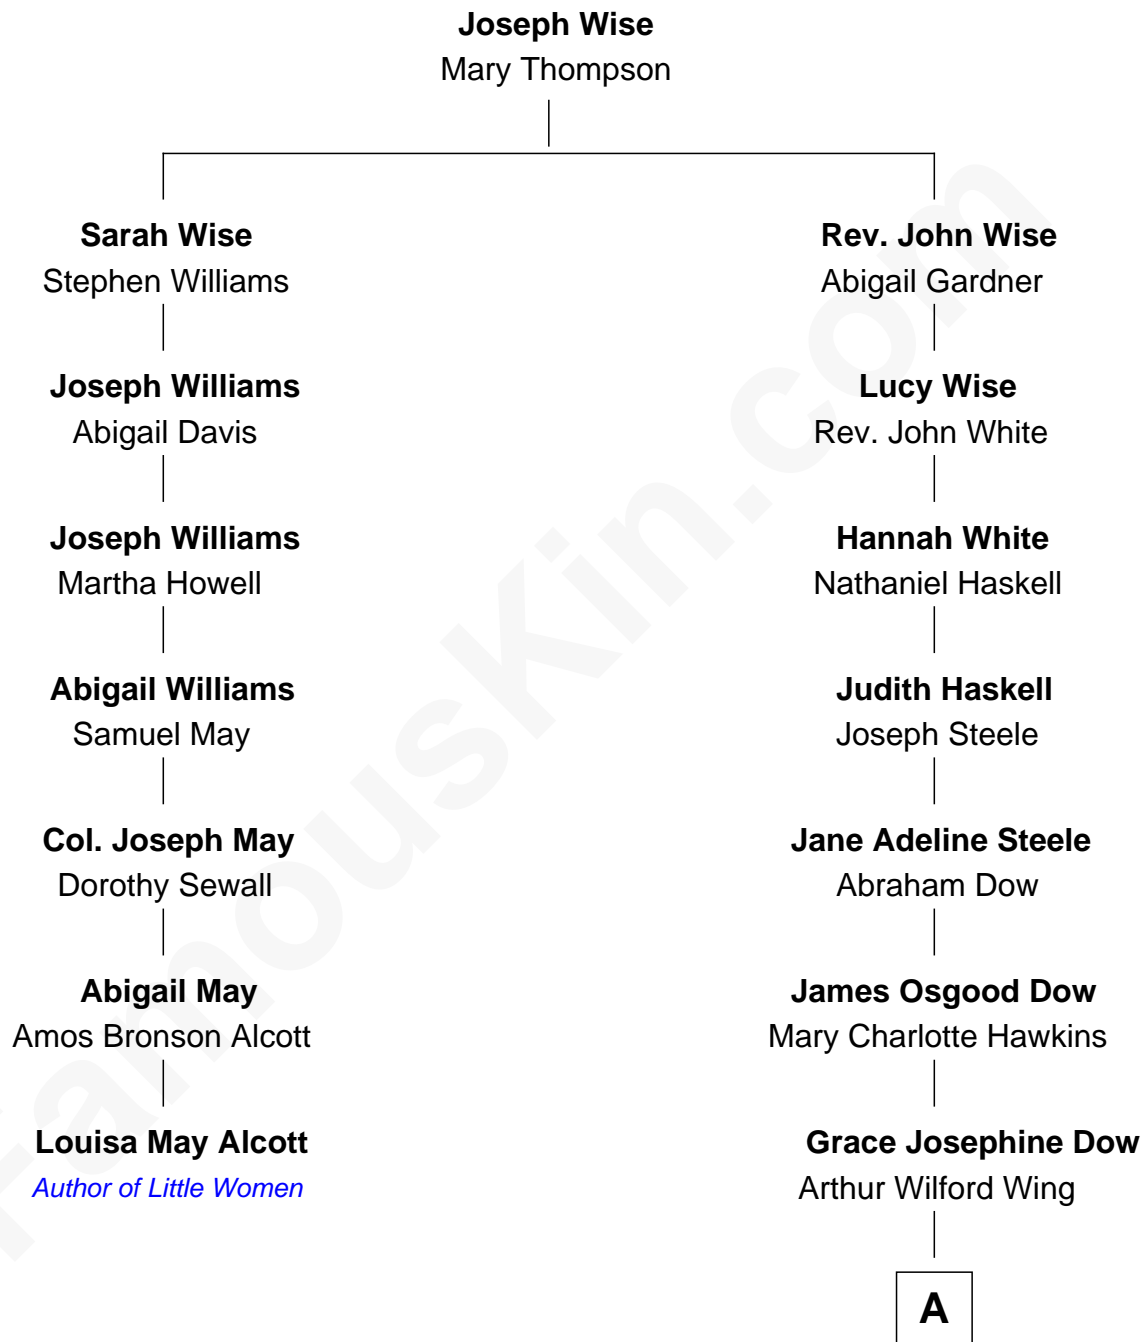 Joseph Wise
Mary Thompson
Sarah Wise
Stephen Williams
Rev. John Wise
Abigail Gardner
Joseph Williams
Abigail Davis
Lucy Wise
Rev. John White
Joseph Williams
Martha Howell
Hannah White
Nathaniel Haskell
Abigail Williams
Samuel May
Judith Haskell
Joseph Steele
Col. Joseph May
Dorothy Sewall
Jane Adeline Steele
Abraham Dow
Abigail May
Amos Bronson Alcott
James Osgood Dow
Mary Charlotte Hawkins
Louisa May Alcott
Author of Little Women
Grace Josephine Dow
Arthur Wilford Wing
A
FamousKin.com